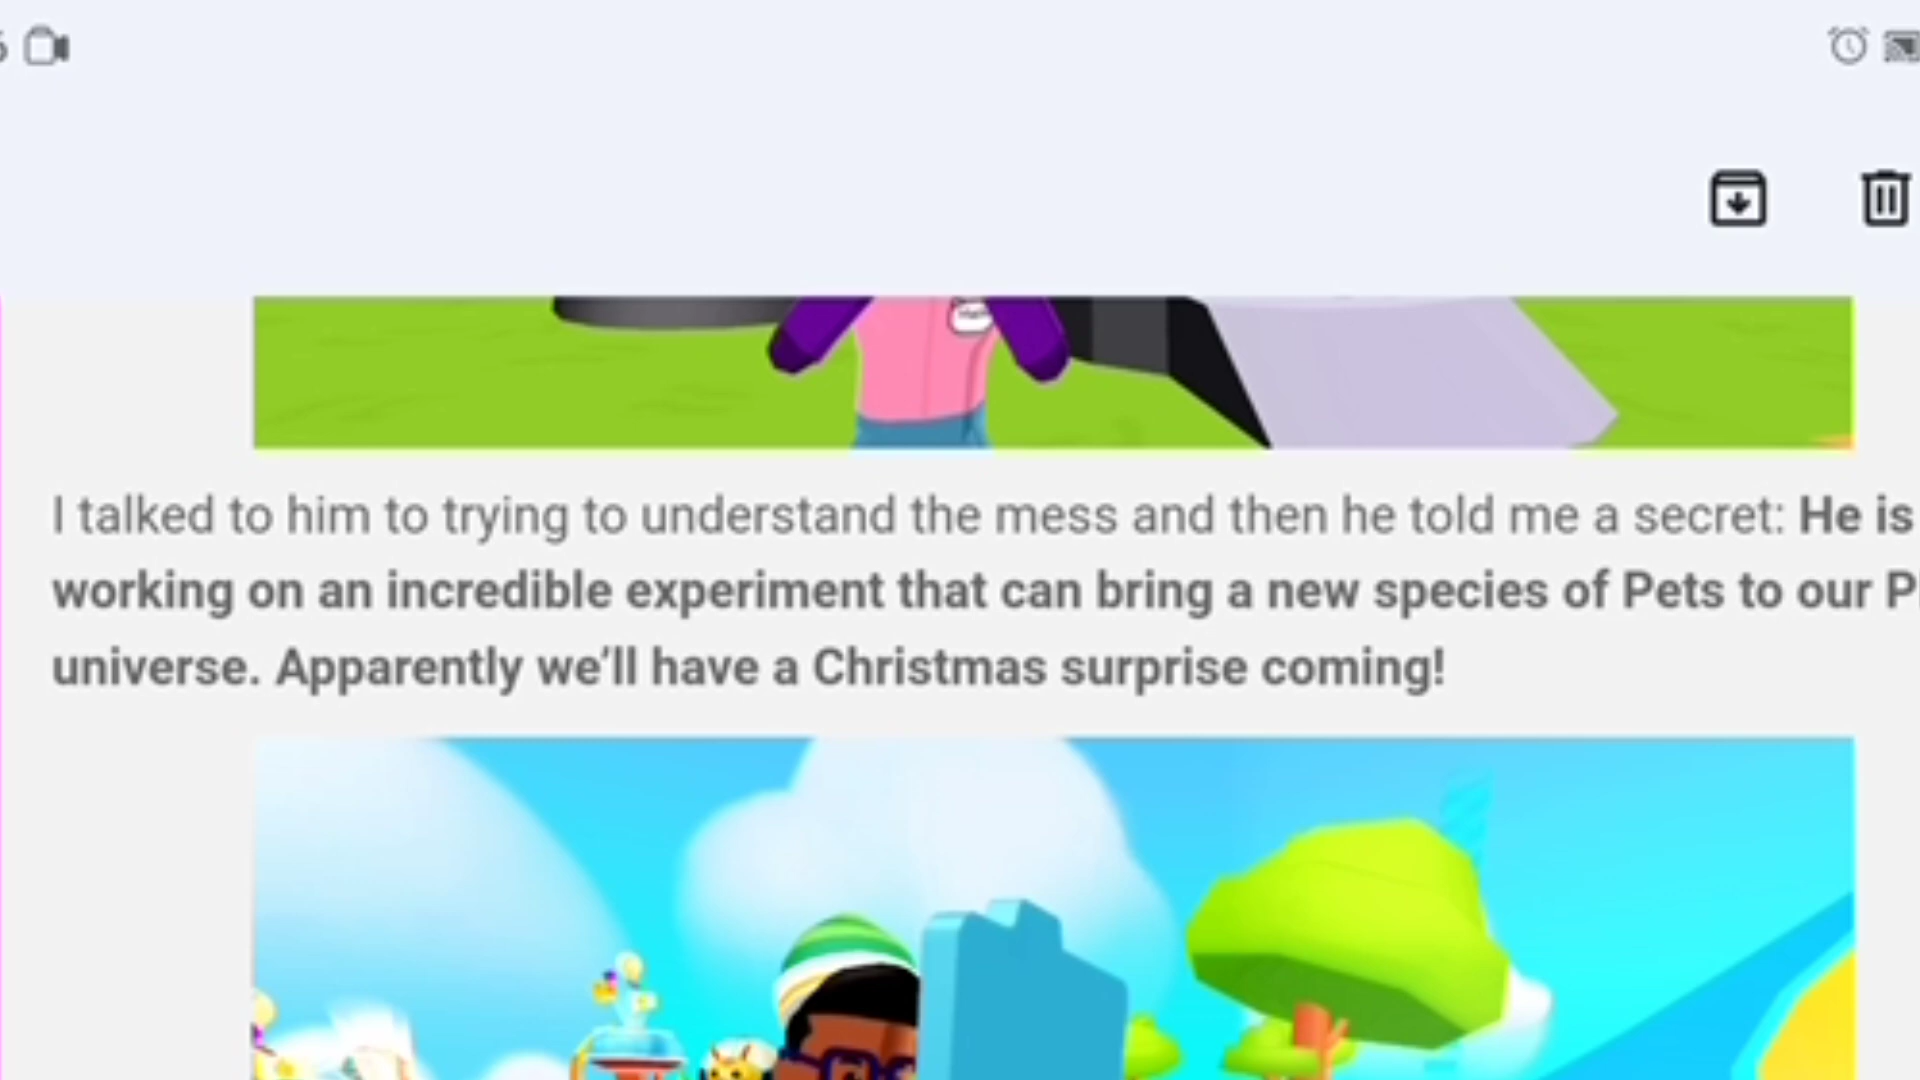 I talked to him to trying to understand the mess and then he told me a secret: He is
working on an incredible experiment that can bring a new species of Pets to our
universe. Apparently we’ll have a Christmas surprise coming!